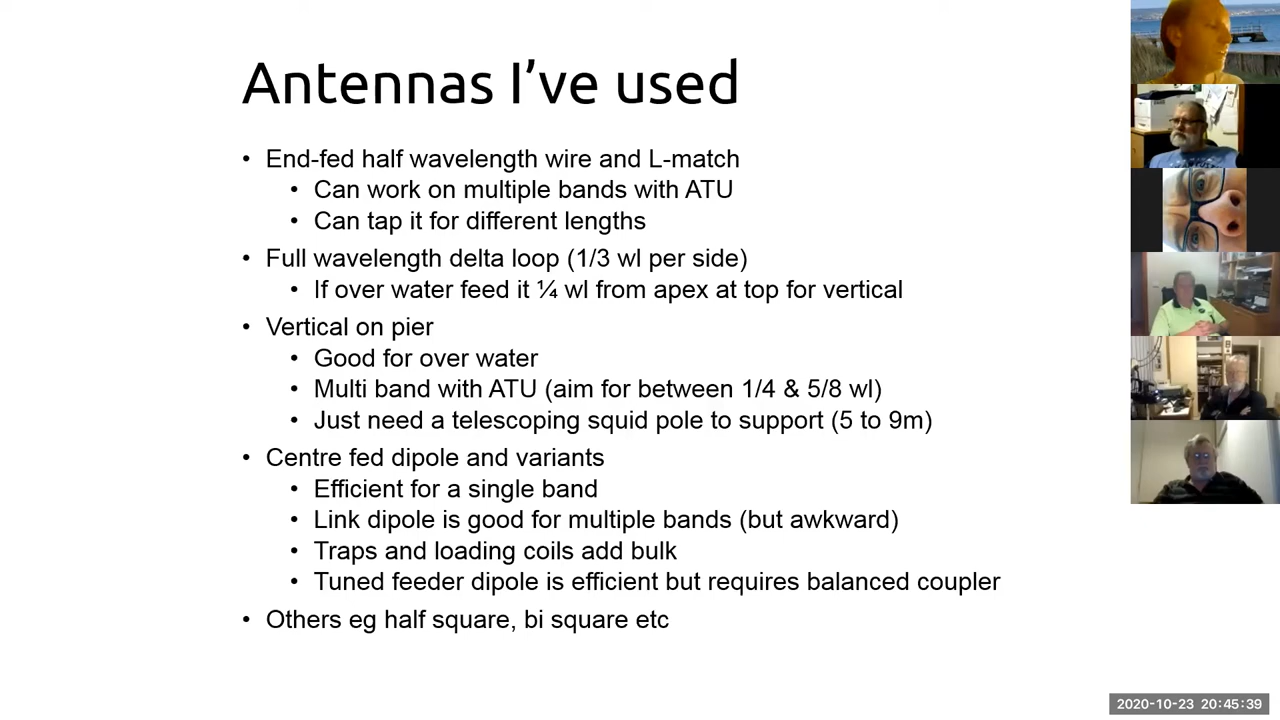 Antennas I've used
• End-fed half wavelength wire and L-match
• Can work on multiple bands with ATU
• Can tap it for different lengths
• Full wavelength delta loop (1/3 wl per side)
• If over water feed it ¼ wl from apex at top for vertical
• Vertical on pier
• Good for over water
• Multi band with ATU (aim for between 1/4 & 5/8 wl)
• Just need a telescoping squid pole to support (5 to 9m)
• Centre fed dipole and variants
• Efficient for a single band
• Link dipole is good for multiple bands (but awkward)
• Traps and loading coils add bulk
• Tuned feeder dipole is efficient but requires balanced coupler
• Others eg half square, bi square etc
2020-10-23 20:45:39